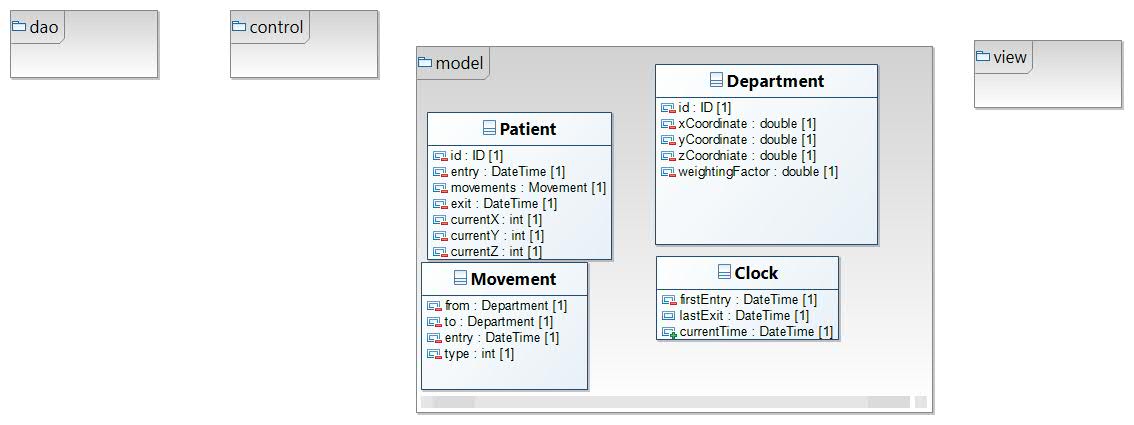 dao
control
model
view
Patient
id : ID [1]
entry : DateTime [1]
movements : Movement [1]
exit : DateTime [1]
currentX : int [1]
currentY : int [1]
currentZ : int [1]
Department
id : ID [1]
xCoordinate : double [1]
yCoordinate : double [1]
zCoordniate : double [1]
weightingFactor : double [1]
Movement
from : Department [1]
to : Department [1]
entry : DateTime [1]
type : int [1]
Clock
firstEntry : DateTime [1]
lastExit : DateTime [1]
currentTime : DateTime [1]